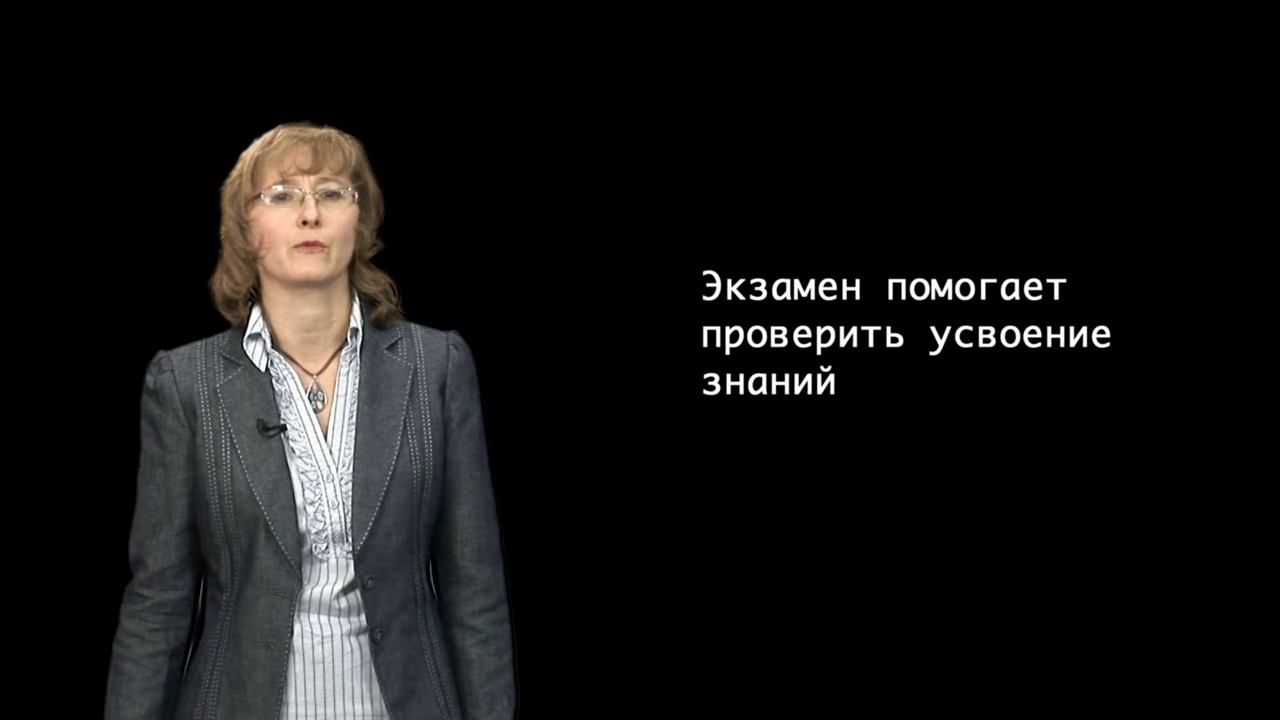 Экзамен помогает
проверить усвоение
знаний